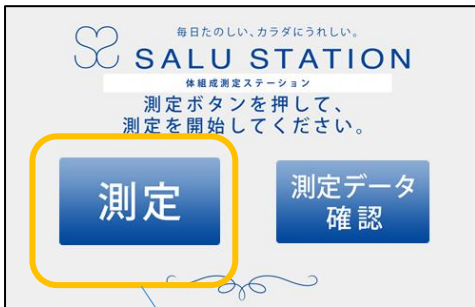 毎日たのしい、カラダにうれしい。
SALU STATION
体組成測定ステーション
測定ボタンを押して、
測定を開始してください。
測定
測定データ
確認